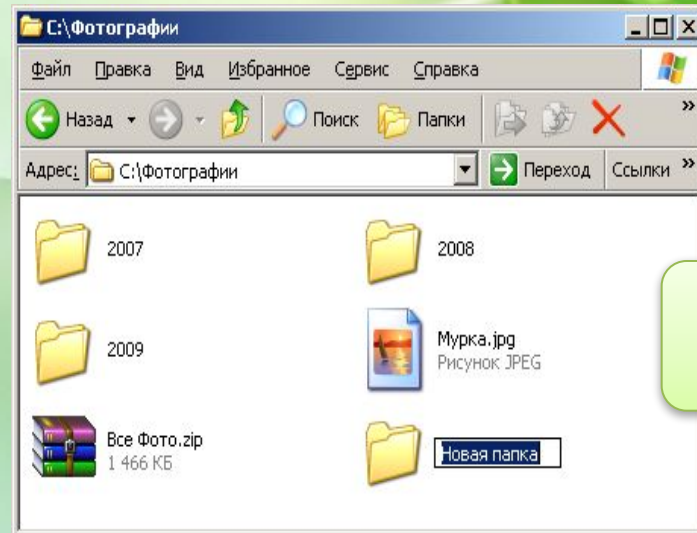 C:\Фотографии
Файл Правка Вид Избранное Сервис Справка
Назад Поиск Папки »
Адрес: C:\Фотографии Переход Ссылки »
2007 2008
2009 Мурка.jpg
Рисунок JPEG
Все Фото.zip
1 466 КБ
Новая папка